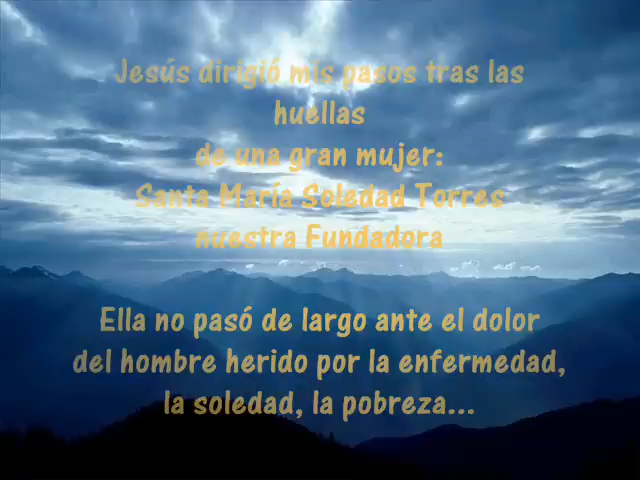 Jesús dirigió mis pasos tras las
huellas
de una gran mujer:
Santa María Soledad Torres
nuestra Fundadora
Ella no pasó de largo ante el dolor
del hombre herido por la enfermedad,
la soledad, la pobreza...